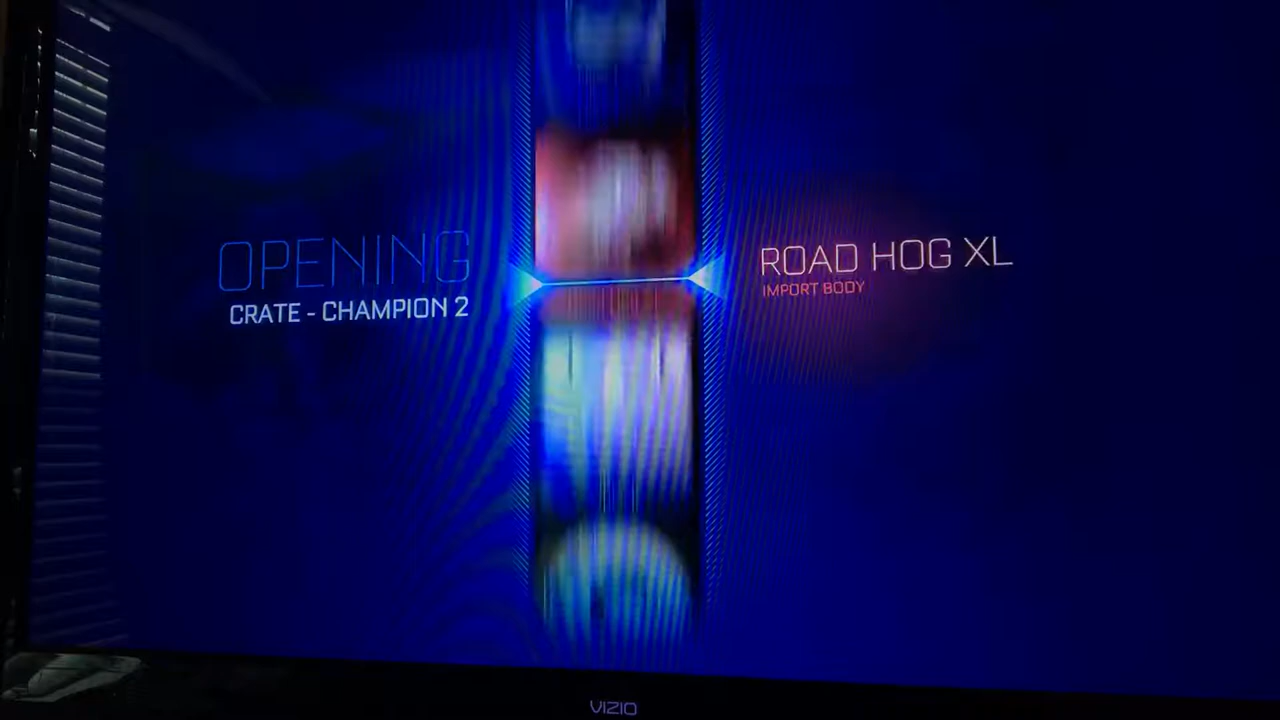 OPENING
CRATE - CHAMPION 2
ROAD HOG XL
IMPORT BODY
VIZIO